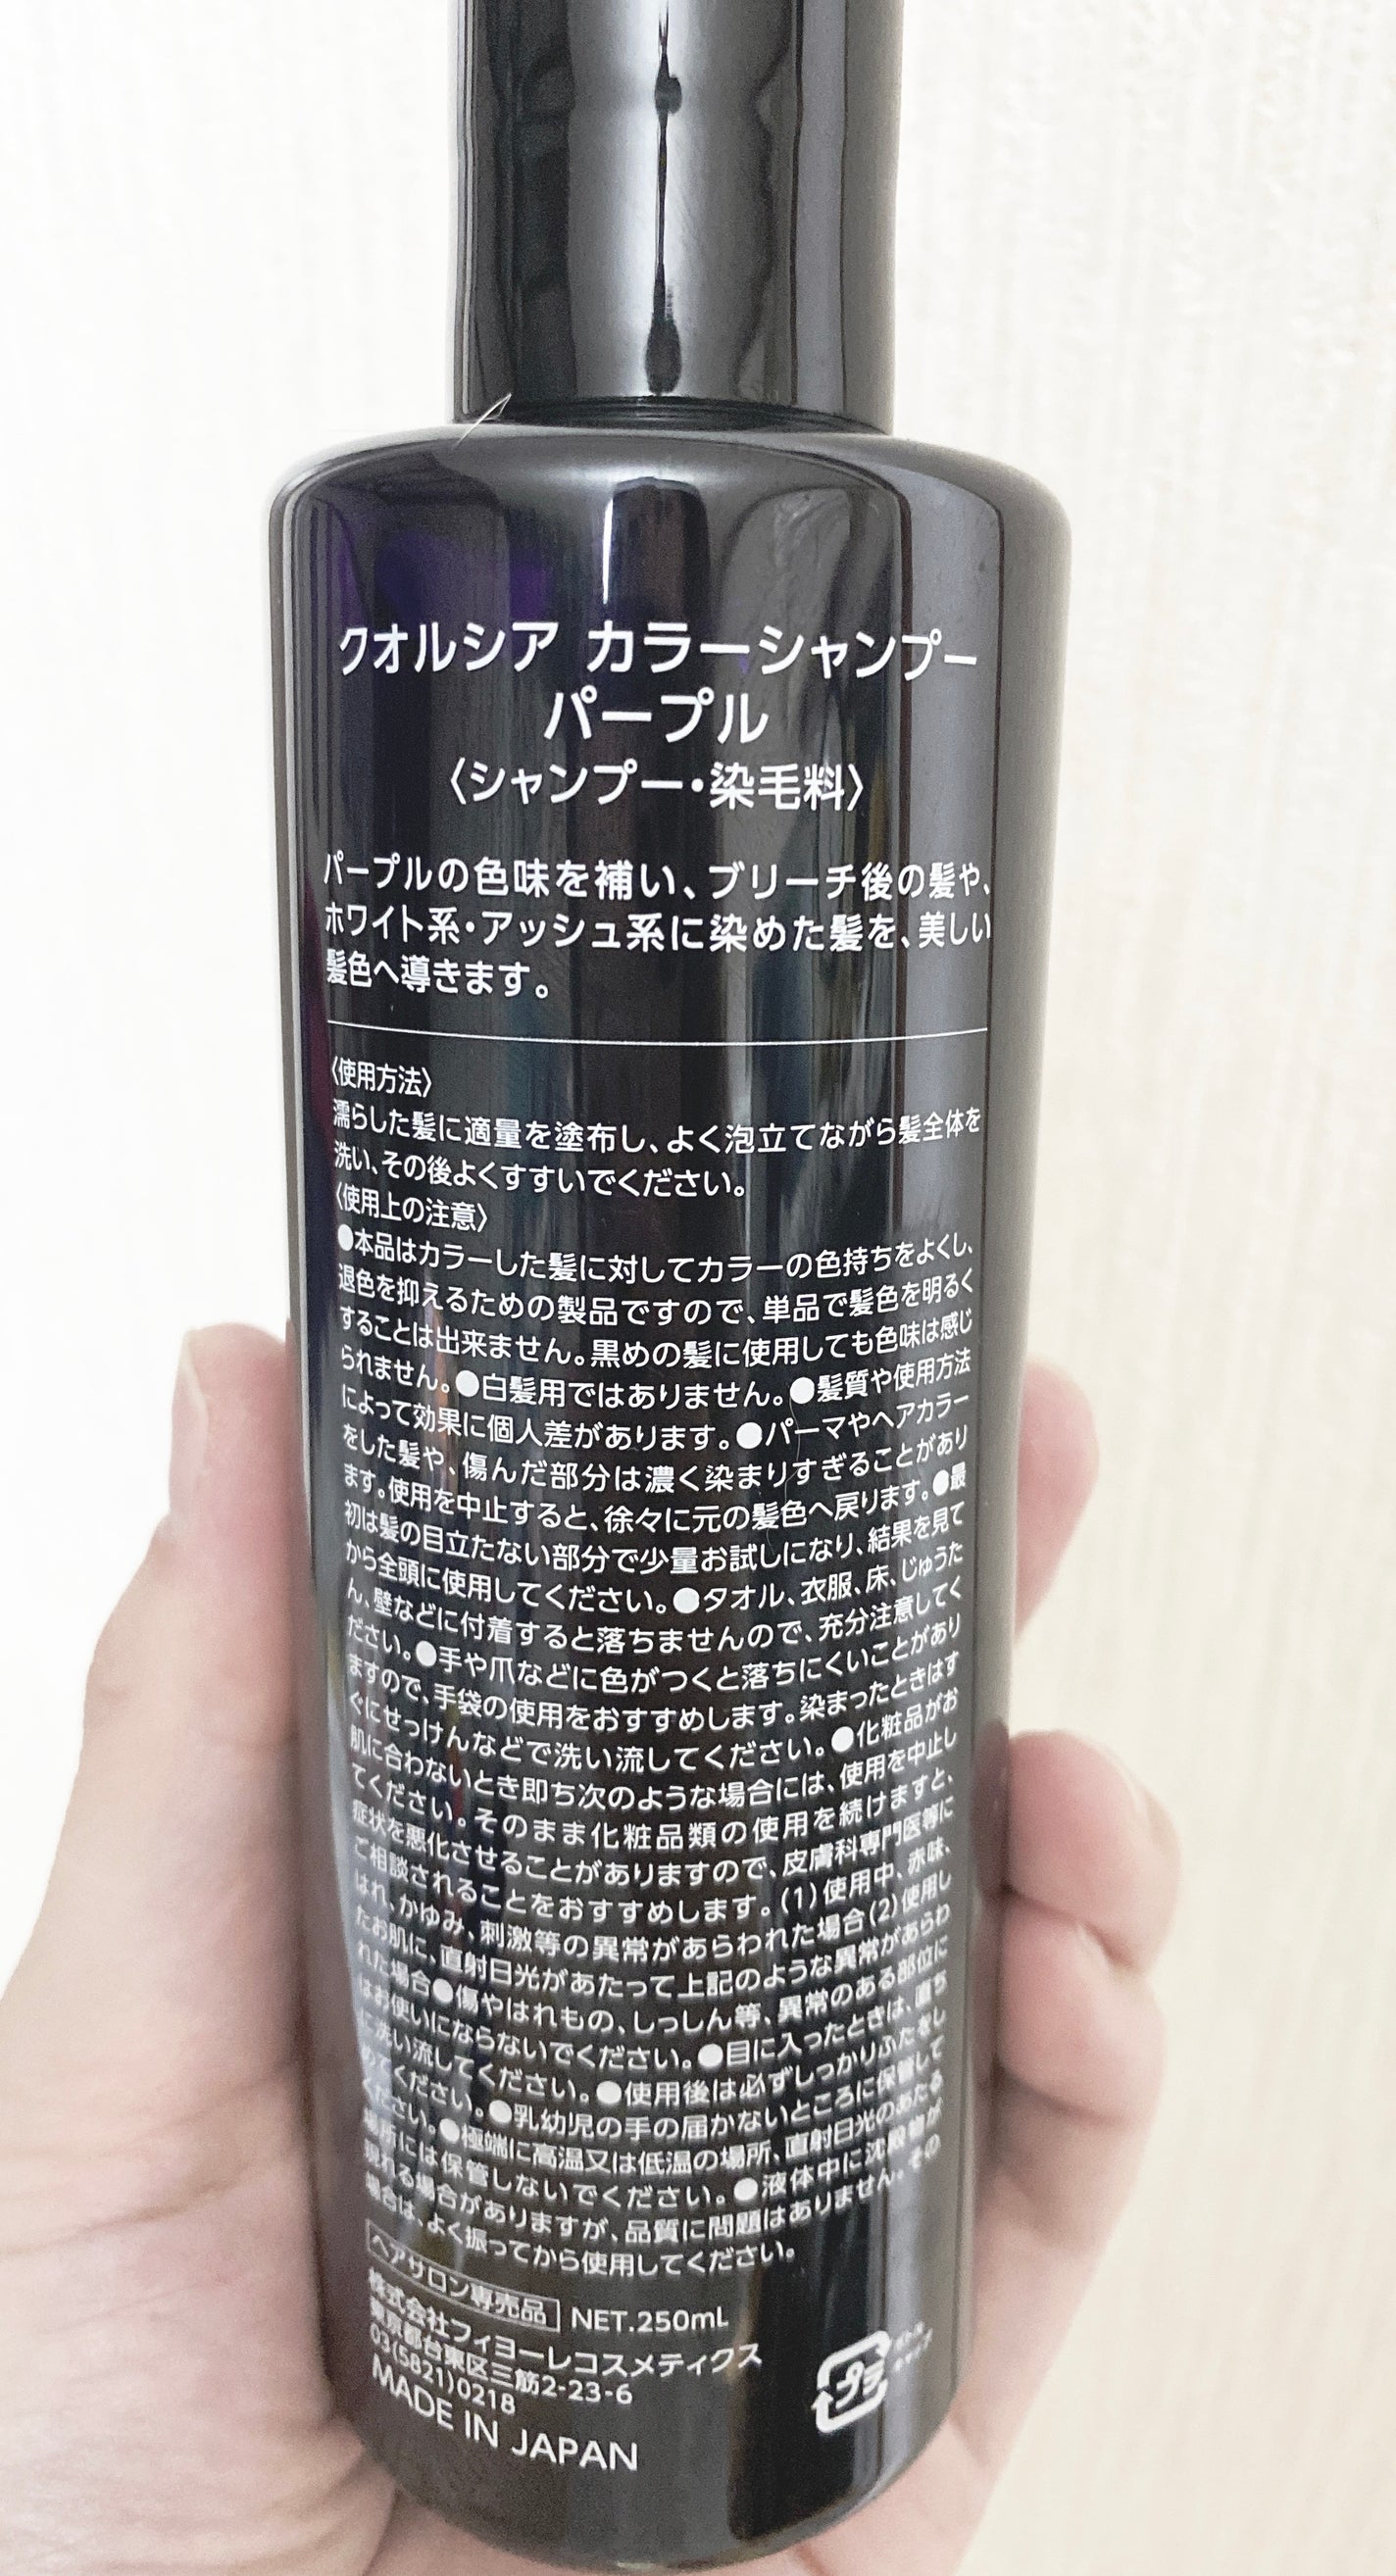 クオルシア カラーシャンプー
パープル
〈シャンプー・染毛料〉
パープルの色味を補い、ブリーチ後の髪や、
ホワイト系・アッシュ系に染めた髪を、美しい
髪色へ導きます。
〈使用方法〉
濡らした髪に適量を塗布し、よく泡立てながら髪全体を
洗い、その後よくすすいでください。
〈使用上の注意〉
●本品はカラーした髪に対してカラーの色持ちをよくし、
退色を抑えるための製品ですので、単品で髪色を明るく
することは出来ません。黒めの髪に使用しても色味は感じ
られません。●白髪用ではありません。●髪質や使用方法
によって効果に個人差があります。●パーマやヘアカラー
をした髪や、傷んだ部分は濃く染まりすぎることがあり
ます。使用を中止すると、徐々に元の髪色へ戻ります。●最
初は髪の目立たない部分で少量お試しになり、結果を見て
から全頭に使用してください。●タオル、衣服、床、じゅうた
ん、壁などに付着すると落ちませんので、充分注意してく
ださい。●手や爪などに色がつくと落ちにくいことがあり
ますので、手袋の使用をおすすめします。染まったときはす
ぐにせっけんなどで洗い流してください。●化粧品がお
肌に合わないとき即ち次のような場合には、使用を中止し
てください。そのまま化粧品類の使用を続けますと、
症状を悪化させることがありますので、皮膚科専門医等に
ご相談されることをおすすめします。(1)使用中、赤味、
はれ、かゆみ、刺激等の異常があらわれた場合(2)使用し
たお肌に、直射日光があたって上記のような異常があらわ
れた場合●傷やはれもの、しっしん等、異常のある部位に
はお使いにならないでください。●目に入ったときは、直ち
に洗い流してください。●使用後は必ずしっかりふたをし
めてください。●乳幼児の手の届かないところに保管して
ください。●極端に高温又は低温の場所、直射日光のあたる
場所には保管しないでください。●液体中に沈殿物が
現れる場合がありますが、品質に問題はありません。その
場合は、よく振ってから使用してください。
ヘアサロン専売品 NET.250mL
株式会社フィヨーレコスメティクス
東京都台東区三筋2-23-6
03(5821)0218
MADE IN JAPAN
プラ